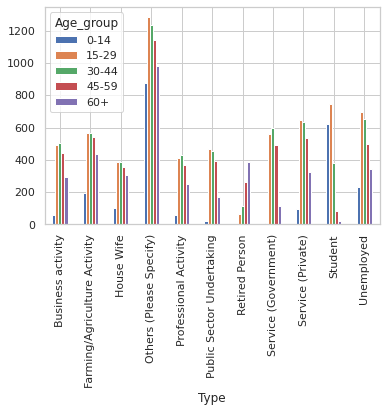 Age_group
0-14
15-29
30-44
45-59
60+
1200
1000
800
600
400
200
0
Business activity
Farming/Agriculture Activity
House Wife
Others (Please Specify)
Professional Activity
Public Sector Undertaking
Retired Person
Service (Government)
Service (Private)
Student
Unemployed
Type